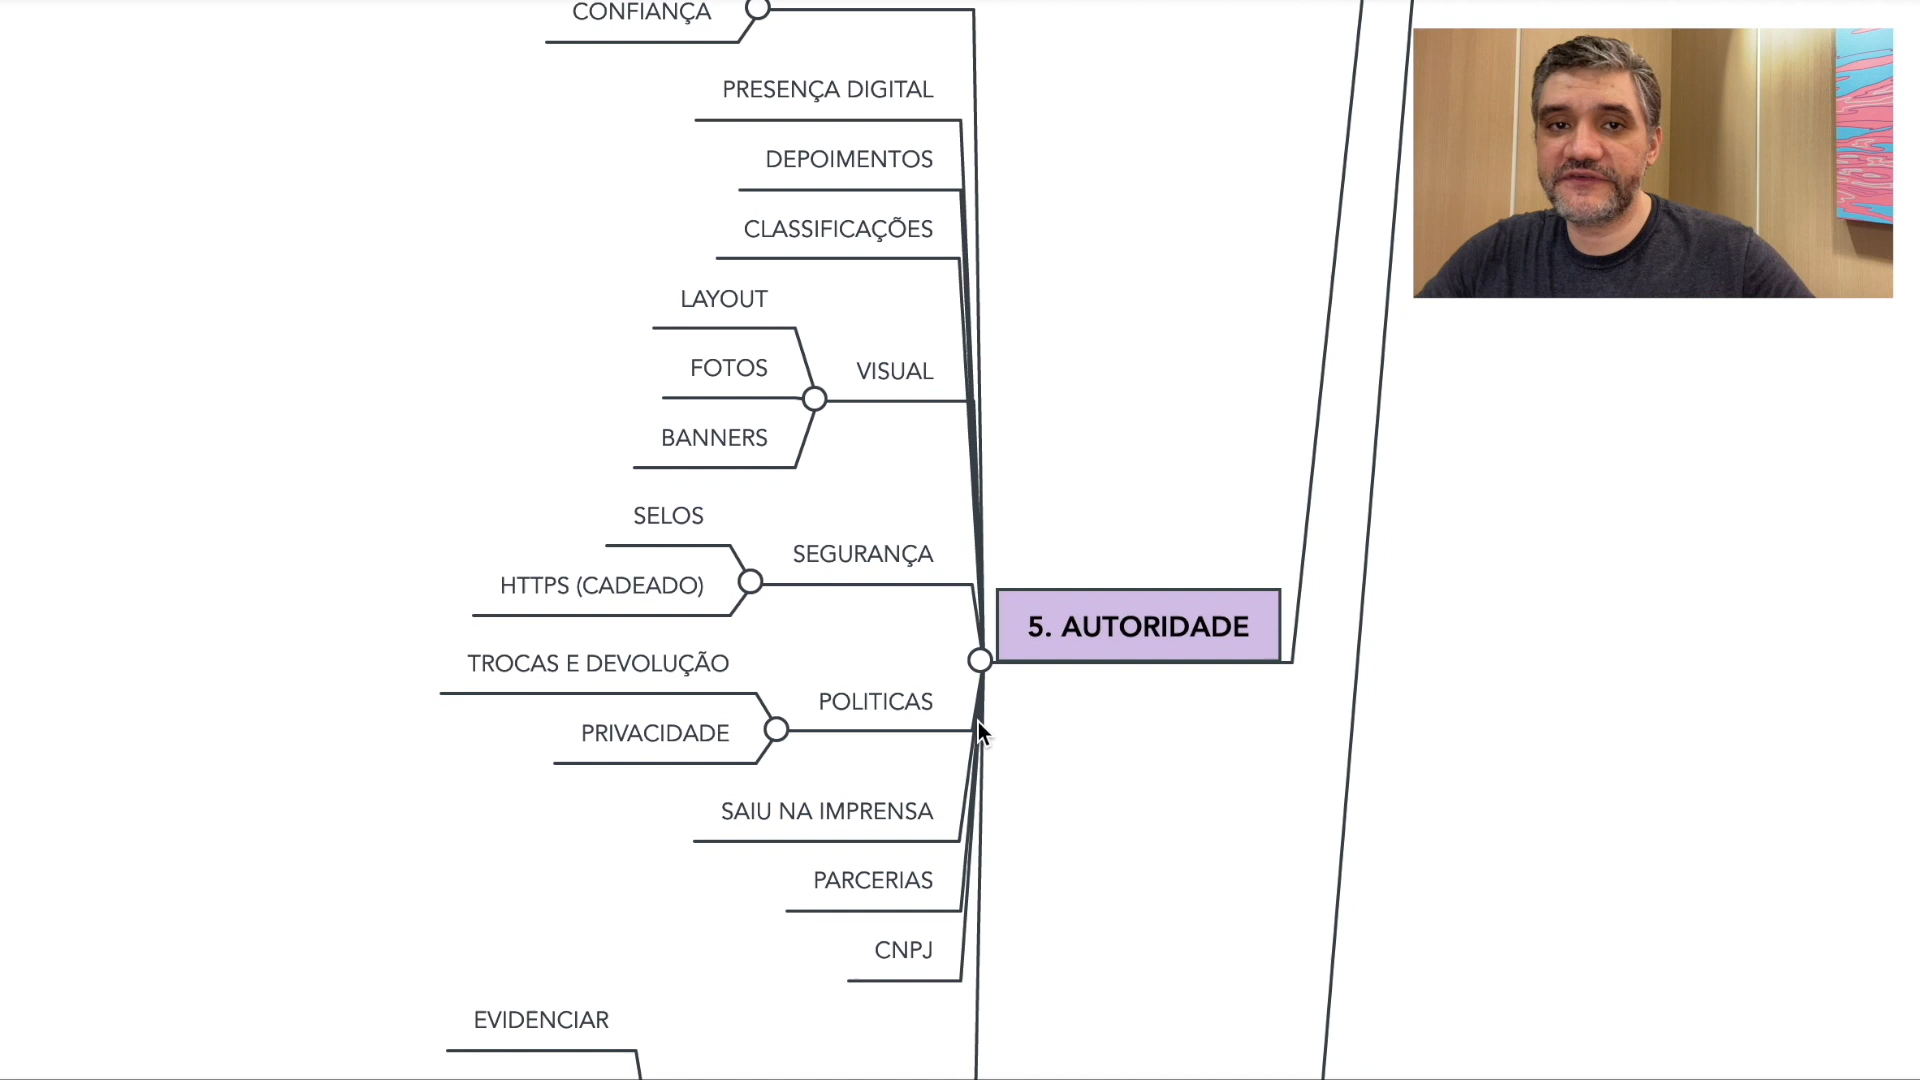 CONFIANÇA
PRESENÇA DIGITAL
DEPOIMENTOS
CLASSIFICAÇÕES
LAYOUT
FOTOS
VISUAL
BANNERS
SELOS
SEGURANÇA
HTTPS (CADEADO)
5. AUTORIDADE
TROCAS E DEVOLUÇÃO
POLITICAS
PRIVACIDADE
SAIU NA IMPRENSA
PARCERIAS
CNPJ
EVIDENCIAR